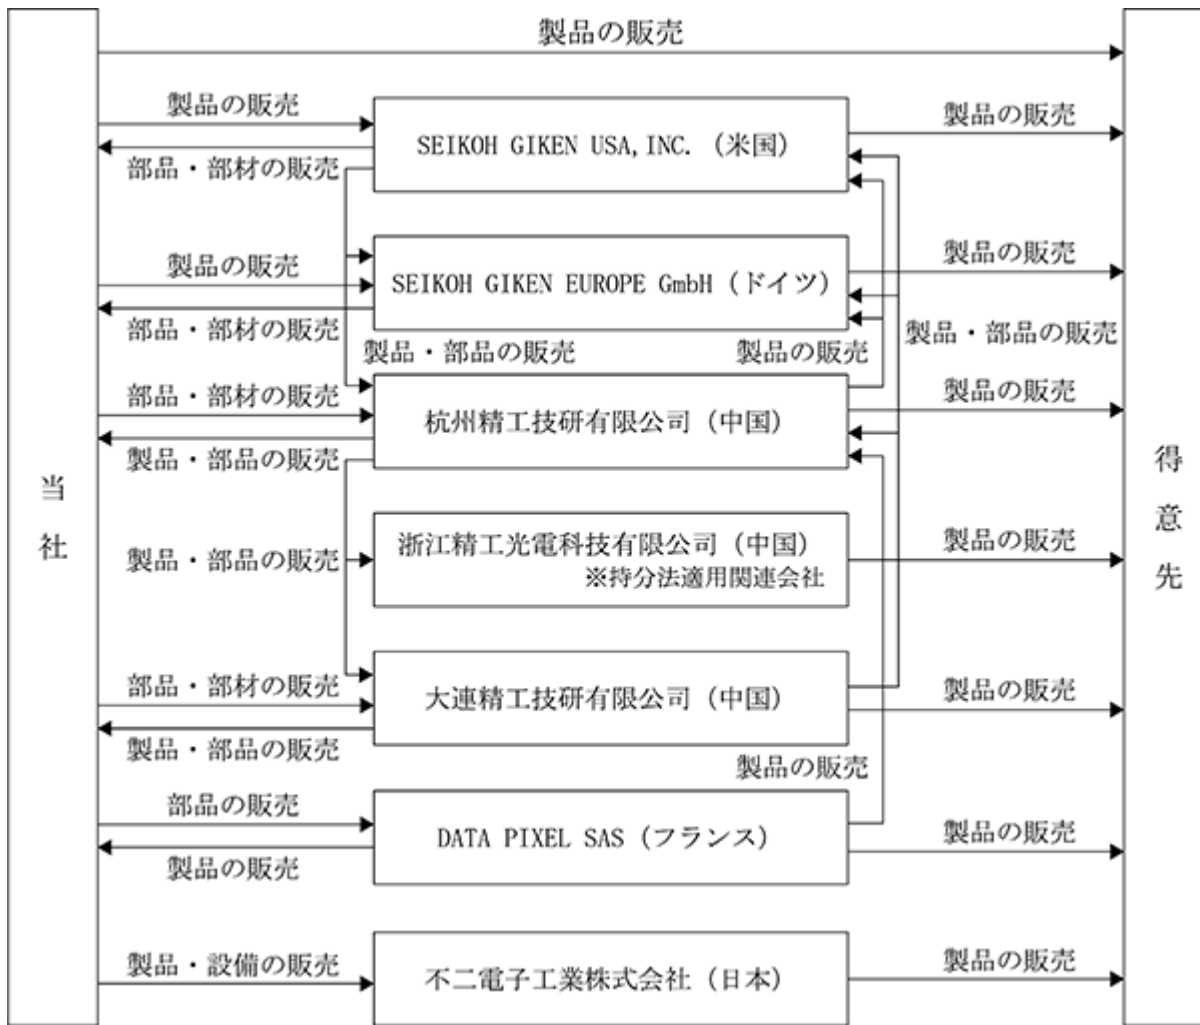 製品の販売
製品の販売
SEIKOH GIKEN USA,INC.（米国）
製品の販売
部品・部材の販売
製品の販売
SEIKOH GIKEN EUROPE GmbH（ドイツ）
製品の販売
部品・部材の販売
製品・部品の販売
製品の販売
製品・部品の販売
部品・部材の販売
杭州精工技研有限公司（中国）
製品の販売
製品・部品の販売
当社
得意先
製品・部品の販売
浙江精工光電科技有限公司（中国）
※持分法適用関連会社
製品の販売
部品・部材の販売
大連精工技研有限公司（中国）
製品の販売
製品・部品の販売
製品の販売
部品の販売
DATA PIXEL SAS（フランス）
製品の販売
製品の販売
製品・設備の販売
不二電子工業株式会社（日本）
製品の販売